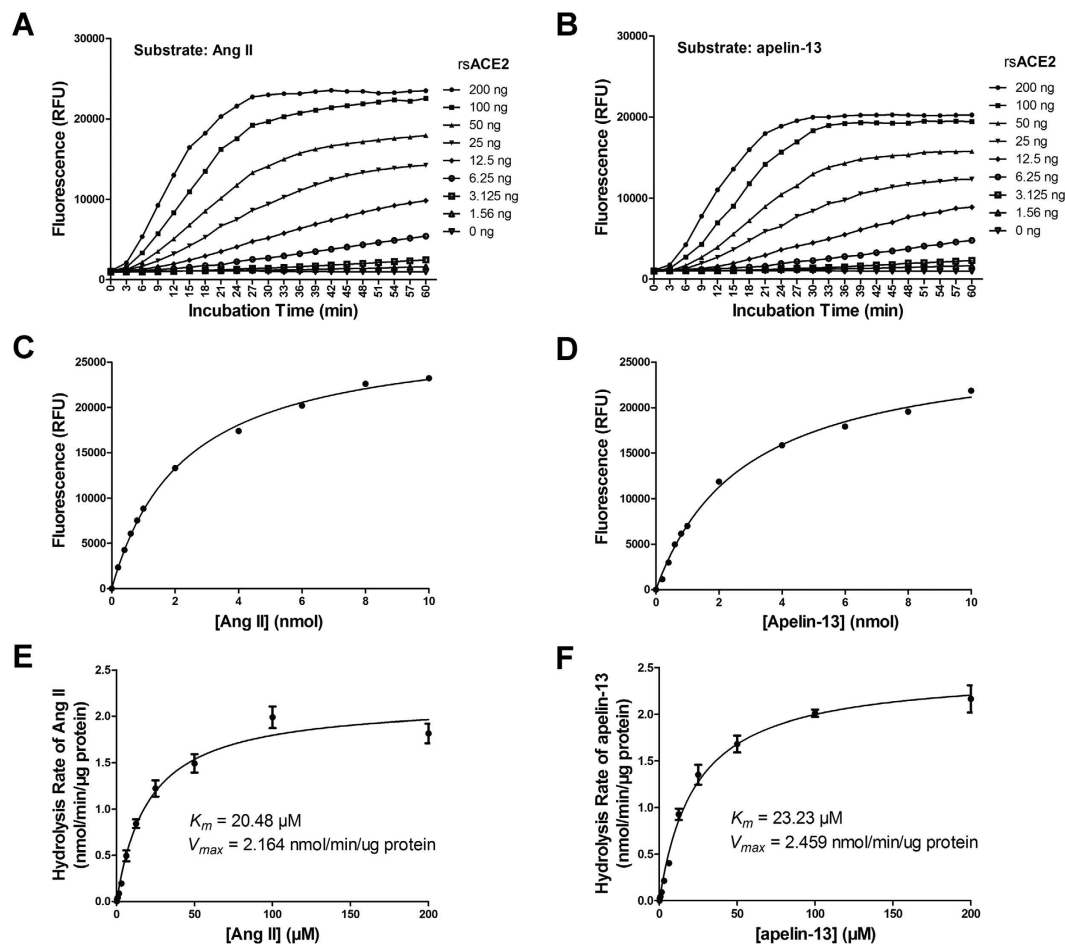 A
Substrate: Ang II
rsACE2
200 ng
100 ng
50 ng
25 ng
12.5 ng
6.25 ng
3.125 ng
1.56 ng
0 ng
Fluorescence (RFU)
30000
20000
10000
0
0 3 6 9 12 15 18 21 24 27 30 33 36 39 42 45 48 51 54 57 60
Incubation Time (min)
B
Substrate: apelin-13
rsACE2
200 ng
100 ng
50 ng
25 ng
12.5 ng
6.25 ng
3.125 ng
1.56 ng
0 ng
Fluorescence (RFU)
30000
20000
10000
0
0 3 6 9 12 15 18 21 24 27 30 33 36 39 42 45 48 51 54 57 60
Incubation Time (min)
C
Fluorescence (RFU)
25000
20000
15000
10000
5000
0
0 2 4 6 8 10
[Ang II] (nmol)
D
Fluorescence (RFU)
25000
20000
15000
10000
5000
0
0 2 4 6 8 10
[Apelin-13] (nmol)
E
Hydrolysis Rate of Ang II
(nmol/min/µg protein)
2.5
2.0
1.5
1.0
0.5
0.0
Km = 20.48 µM
Vmax = 2.164 nmol/min/ug protein
0 50 100 150 200
[Ang II] (µM)
F
Hydrolysis Rate of apelin-13
(nmol/min/µg protein)
2.5
2.0
1.5
1.0
0.5
0.0
Km = 23.23 µM
Vmax = 2.459 nmol/min/ug protein
0 50 100 150 200
[apelin-13] (µM)